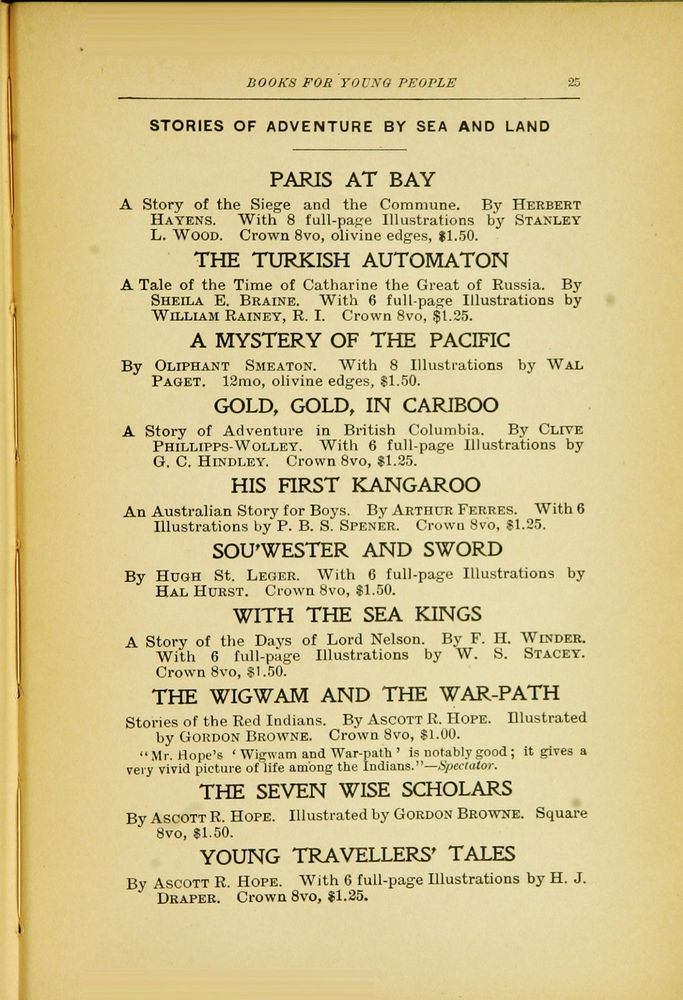 BOOKS FOR YOUNG PEOPLE 25
STORIES OF ADVENTURE BY SEA AND LAND
PARIS AT BAY
A Story of the Siege and the Commune. By HERBERT
HAYENS. With 8 full-page Illustrations by STANLEY
L. WOOD. Crown 8vo, olivine edges, $1.50.
THE TURKISH AUTOMATON
A Tale of the Time of Catharine the Great of Russia. By
SHEILA E. BRAINE. With 6 full-page Illustrations by
WILLIAM RAINEY, R. I. Crown 8vo, $1.25.
A MYSTERY OF THE PACIFIC
By OLIPHANT SMEATON. With 8 Illustrations by WAL
PAGET. 12mo, olivine edges, $1.50.
GOLD, GOLD, IN CARIBOO
A Story of Adventure in British Columbia. By CLIVE
PHILLIPPS-WOLLEY. With 6 full-page Illustrations by
G. C. HINDLEY. Crown 8vo, $1.25.
HIS FIRST KANGAROO
An Australian Story for Boys. By ARTHUR FERRES. With 6
Illustrations by P. B. S. SPENER. Crown 8vo, $1.25.
SOU'WESTER AND SWORD
By HUGH St. LEGER. With 6 full-page Illustrations by
HAL HURST. Crown 8vo, $1.50.
WITH THE SEA KINGS
A Story of the Days of Lord Nelson. By F. H. WINDER.
With 6 full-page Illustrations by W. S. STACEY.
Crown 8vo, $1.50.
THE WIGWAM AND THE WAR-PATH
Stories of the Red Indians. By ASCOTT R. HOPE. Illustrated
by GORDON BROWNE. Crown 8vo, $1.00.
"Mr. Hope's 'Wigwam and War-path' is notably good; it gives a
very vivid picture of life among the Indians."—Spectator.
THE SEVEN WISE SCHOLARS
By ASCOTT R. HOPE. Illustrated by GORDON BROWNE. Square
8vo, $1.50.
YOUNG TRAVELLERS' TALES
By ASCOTT R. HOPE. With 6 full-page Illustrations by H. J.
DRAPER. Crown 8vo, $1.25.